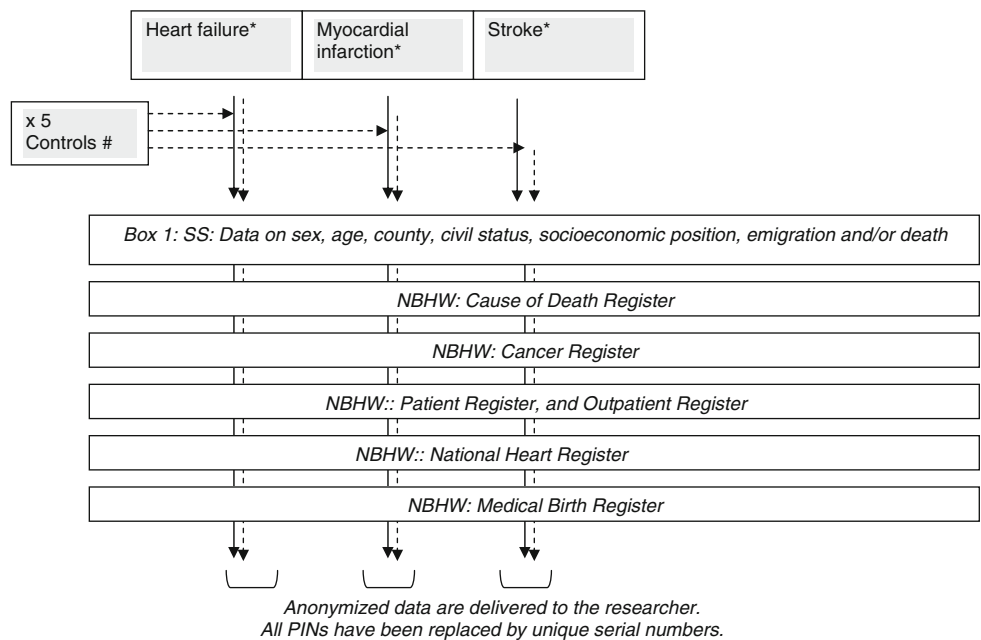 Heart failure*
Myocardial
infarction*
Stroke*
x 5
Controls #
Box 1: SS: Data on sex, age, county, civil status, socioeconomic position, emigration and/or death
NBHW: Cause of Death Register
NBHW: Cancer Register
NBHW:: Patient Register, and Outpatient Register
NBHW:: National Heart Register
NBHW: Medical Birth Register
Anonymized data are delivered to the researcher.
All PINs have been replaced by unique serial numbers.